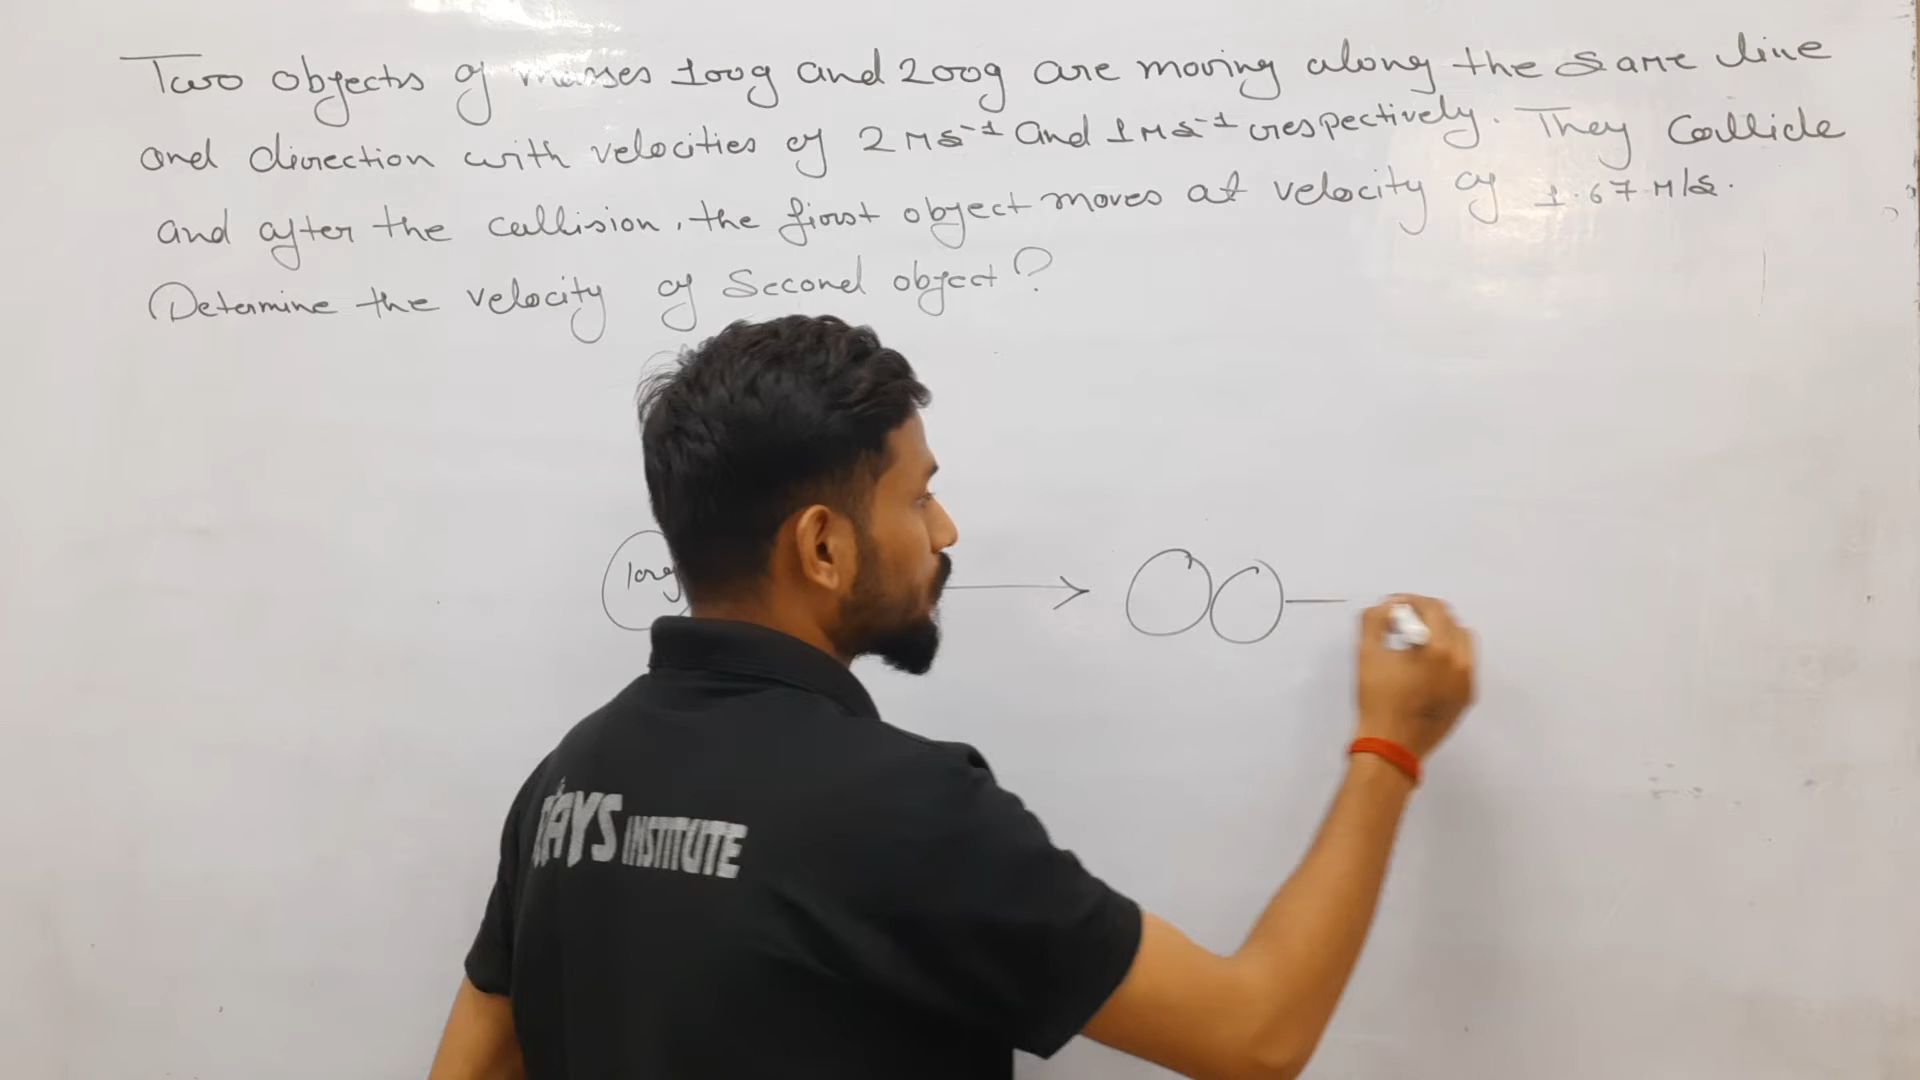 Two objects of masses 100g and 200g are moving along the same line
and direction with velocities of 2 ms⁻¹ and 1 ms⁻¹ respectively. They Collide
and after the collision, the first object moves at velocity of 1.67 m/s.
Determine the velocity of Second object?
INSTITUTE